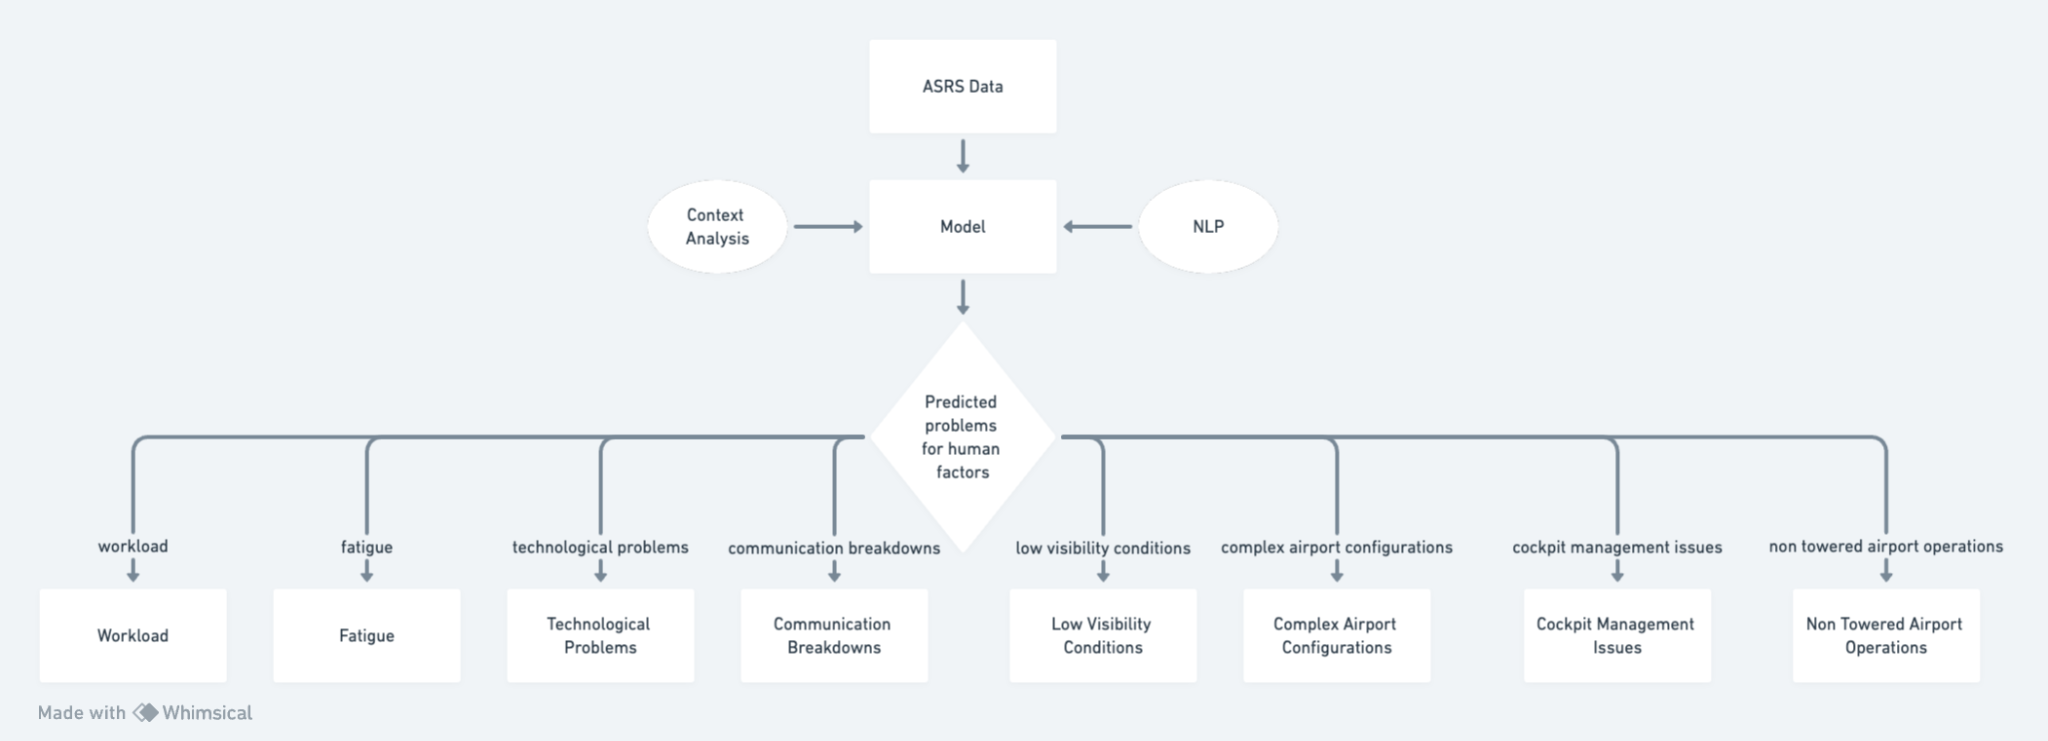 ASRS Data
Context
Analysis
Model
NLP
Predicted
problems
for human
factors
workload
fatigue
technological problems
communication breakdowns
low visibility conditions
complex airport configurations
cockpit management issues
non towered airport operations
Workload
Fatigue
Technological
Problems
Communication
Breakdowns
Low Visibility
Conditions
Complex Airport
Configurations
Cockpit Management
Issues
Non Towered Airport
Operations
Made with Whimsical